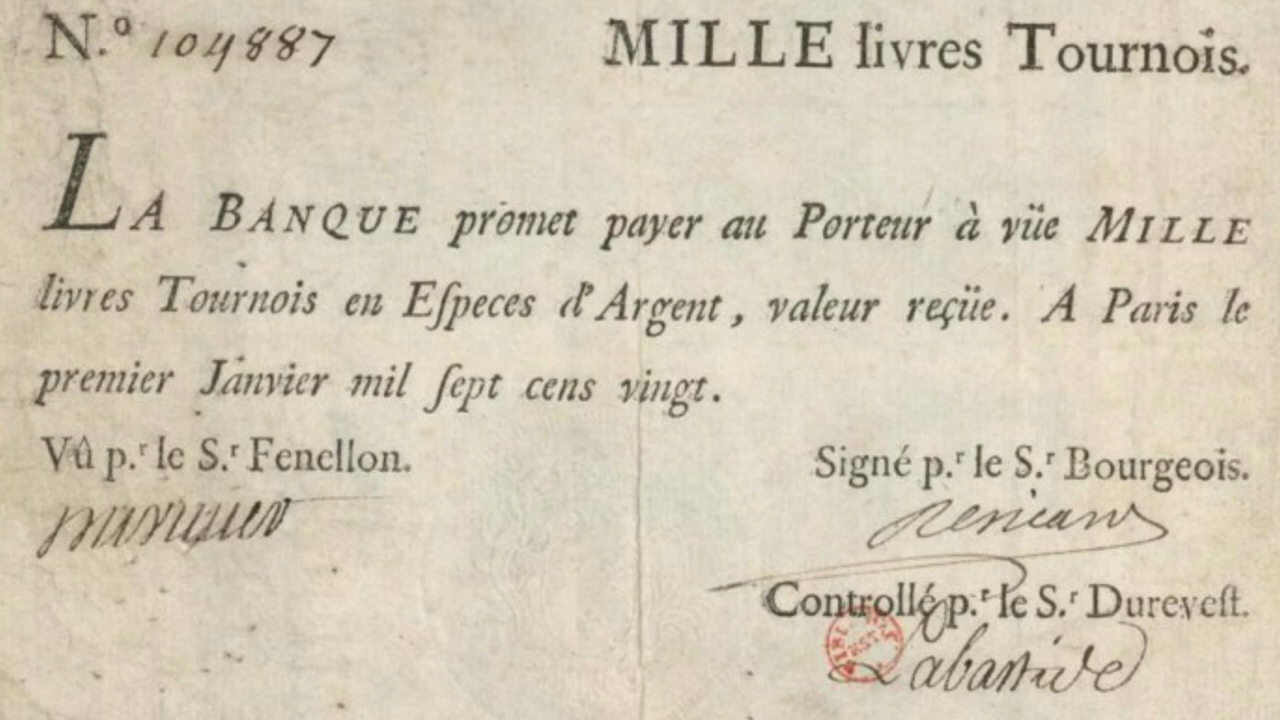 N.º 104887 MILLE livres Tournois.
LA BANQUE promet payer au Porteur à vüe MILLE
livres Tournois en Eſpeces d'Argent, valeur reçüe. A Paris le
premier Janvier mil ſept cens vingt.
Vû p.ʳ le S.ʳ Fenellon.
Signé p.ʳ le S.ʳ Bourgeois.
Controllé p.ʳ le S.ʳ Dureveſt.
Labastide